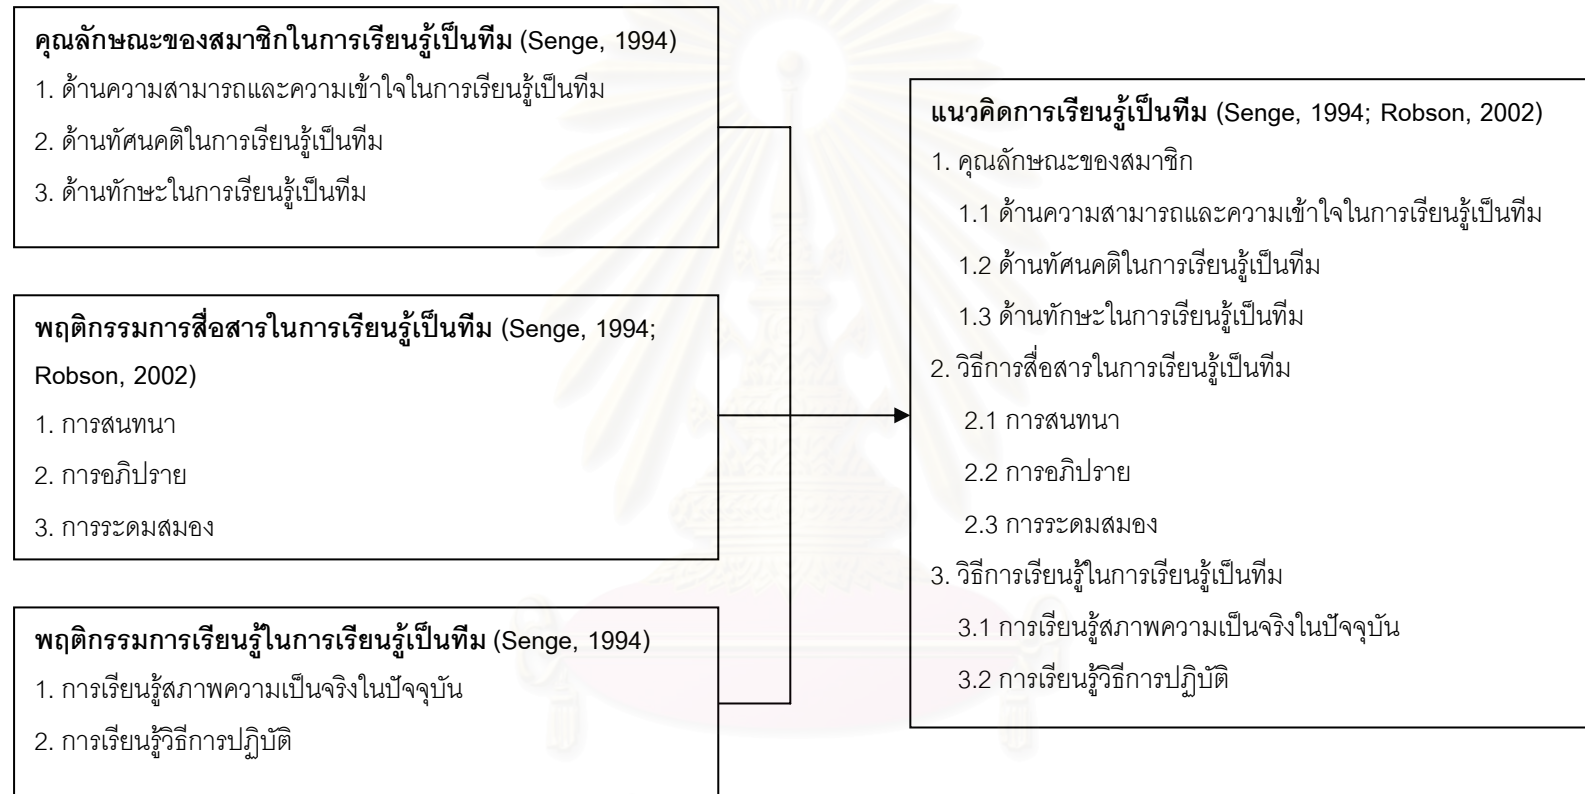 คุณลักษณะของสมาชิกในการเรียนรู้เป็นทีม (Senge, 1994)
1. ด้านความสามารถและความเข้าใจในการเรียนรู้เป็นทีม
2. ด้านทัศนคติในการเรียนรู้เป็นทีม
3. ด้านทักษะในการเรียนรู้เป็นทีม
พฤติกรรมการสื่อสารในการเรียนรู้เป็นทีม (Senge, 1994;
Robson, 2002)
1. การสนทนา
2. การอภิปราย
3. การระดมสมอง
พฤติกรรมการเรียนรู้ในการเรียนรู้เป็นทีม (Senge, 1994)
1. การเรียนรู้สภาพความเป็นจริงในปัจจุบัน
2. การเรียนรู้วิธีการปฏิบัติ
แนวคิดการเรียนรู้เป็นทีม (Senge, 1994; Robson, 2002)
1. คุณลักษณะของสมาชิก
1.1 ด้านความสามารถและความเข้าใจในการเรียนรู้เป็นทีม
1.2 ด้านทัศนคติในการเรียนรู้เป็นทีม
1.3 ด้านทักษะในการเรียนรู้เป็นทีม
2. วิธีการสื่อสารในการเรียนรู้เป็นทีม
2.1 การสนทนา
2.2 การอภิปราย
2.3 การระดมสมอง
3. วิธีการเรียนรู้ในการเรียนรู้เป็นทีม
3.1 การเรียนรู้สภาพความเป็นจริงในปัจจุบัน
3.2 การเรียนรู้วิธีการปฏิบัติ